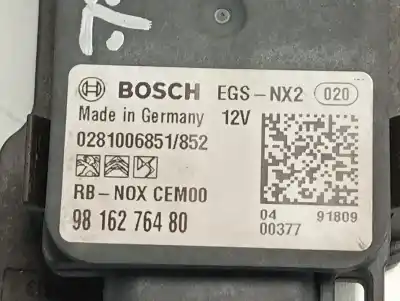 BOSCH EGS-NX2 020
Made in Germany 12V
0281006851/852
RB-NOX CEM00
98 162 764 80
04 91809
00377